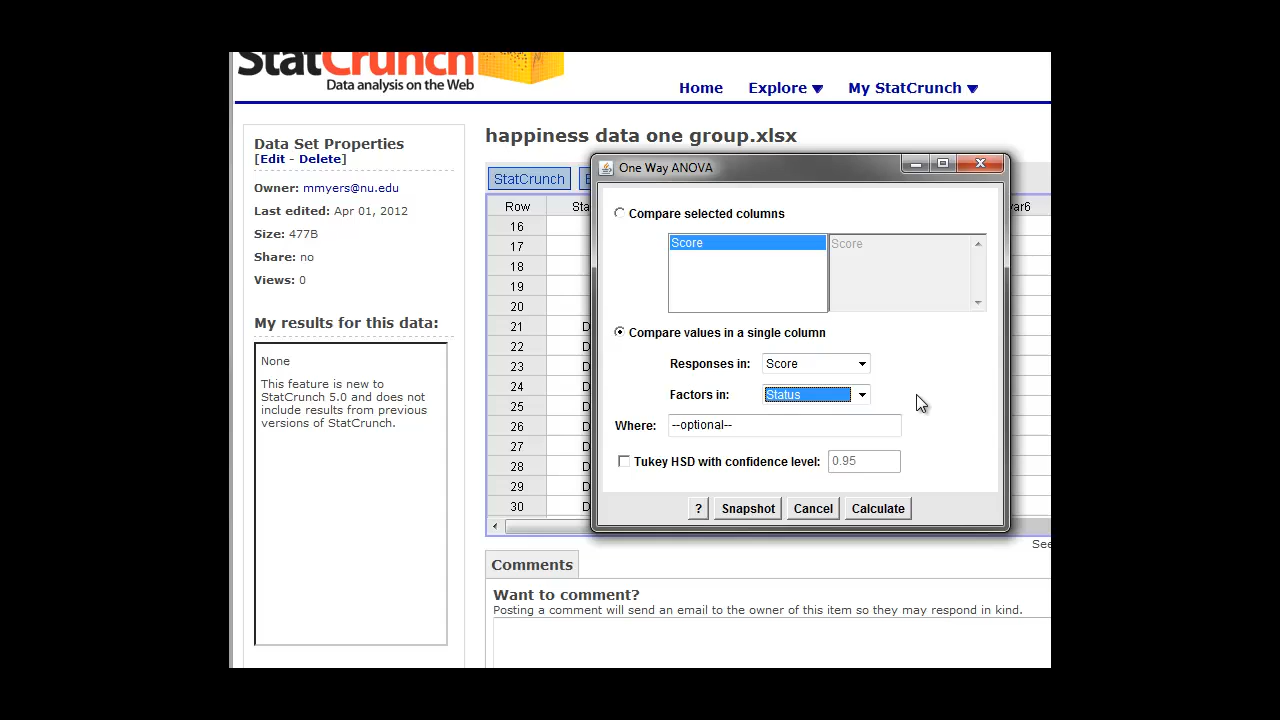 StatCrunch
Data analysis on the Web
Home Explore My StatCrunch
Data Set Properties
[Edit - Delete]
Owner: mmyers@nu.edu
Last edited: Apr 01, 2012
Size: 477B
Share: no
Views: 0
My results for this data:
None
This feature is new to
StatCrunch 5.0 and does not
include results from previous
versions of StatCrunch.
happiness data one group.xlsx
StatCrunch
Row Sta var6
16
17
18
19
20
21 D
22 D
23 D
24 D
25 D
26 D
27 D
28 D
29 D
30 D
One Way ANOVA
Compare selected columns
Score Score
Compare values in a single column
Responses in: Score
Factors in: Status
Where: --optional--
Tukey HSD with confidence level: 0.95
? Snapshot Cancel Calculate
See
Comments
Want to comment?
Posting a comment will send an email to the owner of this item so they may respond in kind.